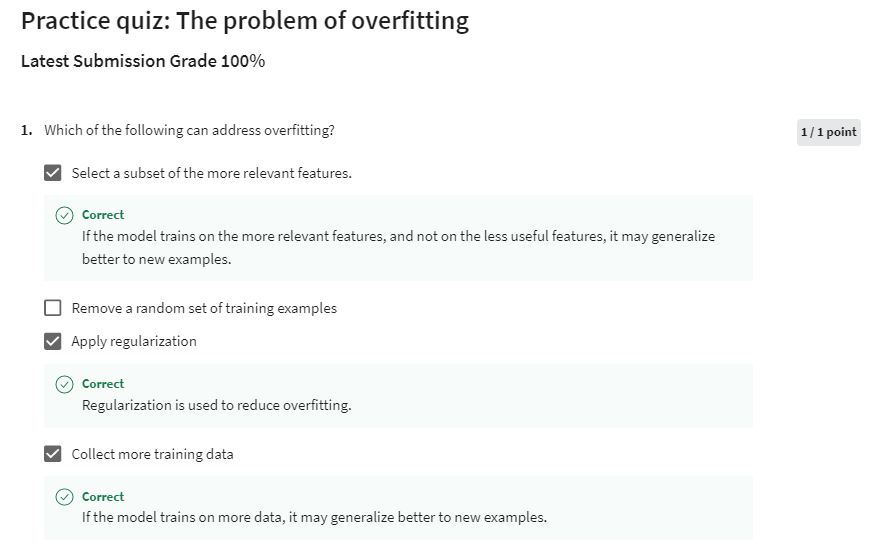 Practice quiz: The problem of overfitting
Latest Submission Grade 100%
1. Which of the following can address overfitting?
1 / 1 point
Select a subset of the more relevant features.
Correct
If the model trains on the more relevant features, and not on the less useful features, it may generalize
better to new examples.
Remove a random set of training examples
Apply regularization
Correct
Regularization is used to reduce overfitting.
Collect more training data
Correct
If the model trains on more data, it may generalize better to new examples.